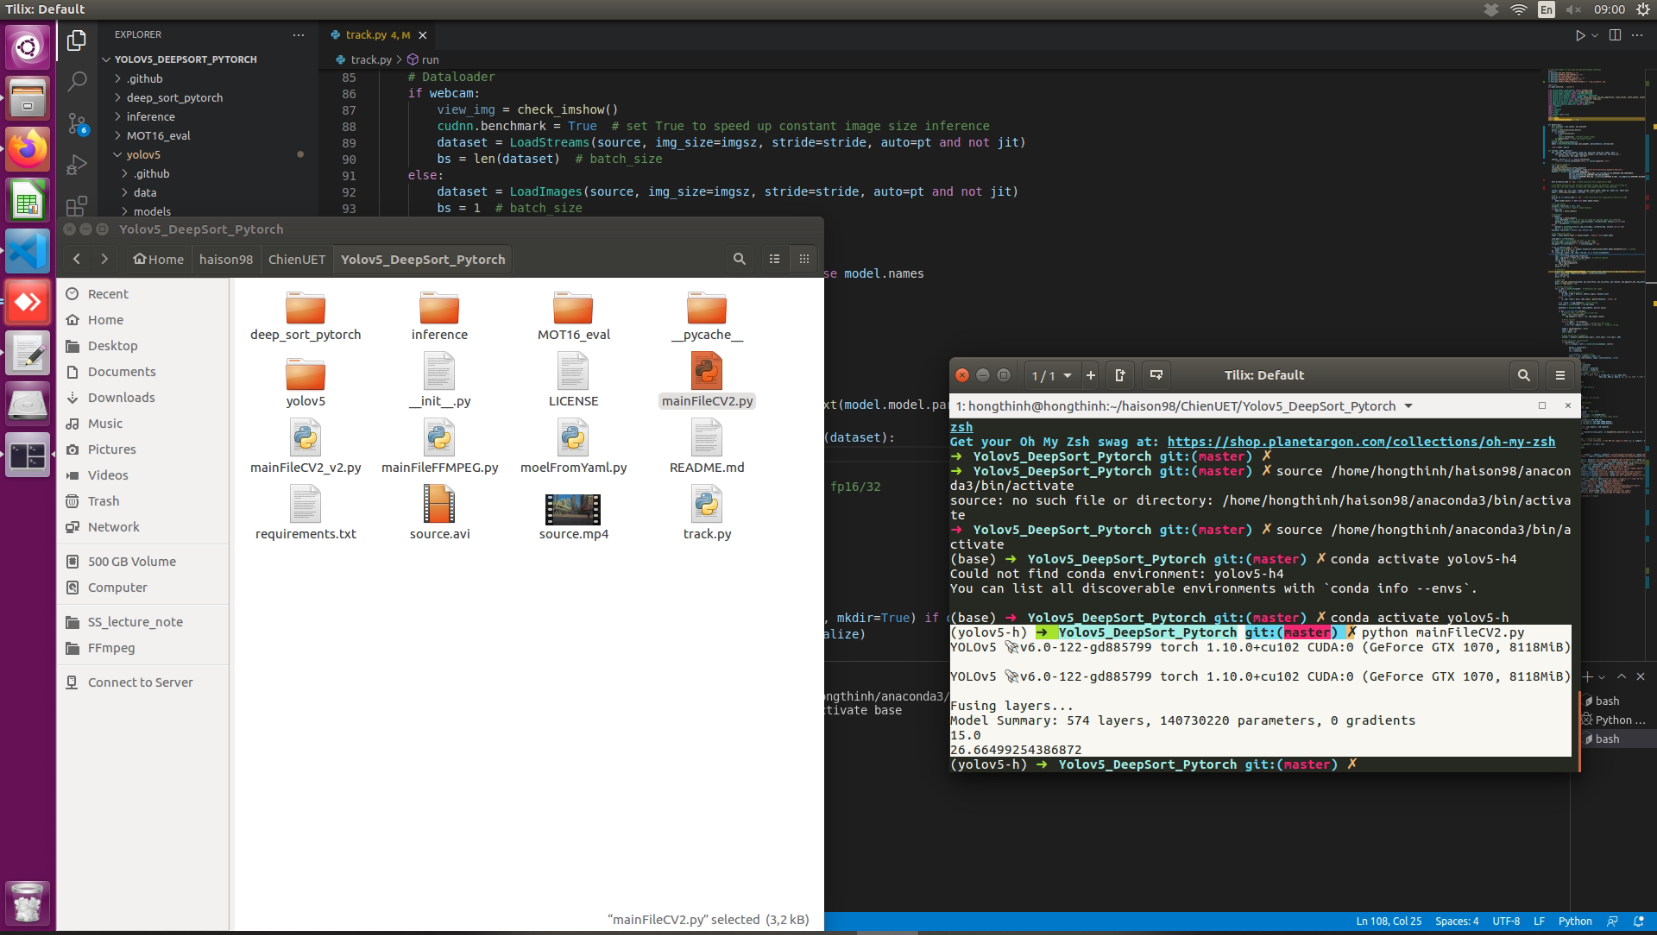 Tilix: Default
En
09:00
EXPLORER
track.py 4, M
YOLOV5_DEEPSORT_PYTORCH
.github
deep_sort_pytorch
inference
MOT16_eval
yolov5
.github
data
models
6
track.py > run
85 # Dataloader
86 if webcam:
87 view_img = check_imshow()
88 cudnn.benchmark = True # set True to speed up constant image size inference
89 dataset = LoadStreams(source, img_size=imgsz, stride=stride, auto=pt and not jit)
90 bs = len(dataset) # batch_size
91 else:
92 dataset = LoadImages(source, img_size=imgsz, stride=stride, auto=pt and not jit)
93 bs = 1 # batch_size
se model.names
xt(model.model.par
(dataset):
fp16/32
, mkdir=True) if
alize)
ongthinh/anaconda3/
tivate base
Yolov5_DeepSort_Pytorch
Home
haison98
ChienUET
Yolov5_DeepSort_Pytorch
Recent
Home
Desktop
Documents
Downloads
Music
Pictures
Videos
Trash
Network
500 GB Volume
Computer
SS_lecture_note
FFmpeg
Connect to Server
deep_sort_pytorch
inference
MOT16_eval
__pycache__
yolov5
__init__.py
LICENSE
mainFileCV2.py
mainFileCV2_v2.py
mainFileFFMPEG.py
moelFromYaml.py
README.md
requirements.txt
source.avi
source.mp4
track.py
"mainFileCV2.py" selected (3,2 kB)
1 / 1
Tilix: Default
1: hongthinh@hongthinh:~/haison98/ChienUET/Yolov5_DeepSort_Pytorch
zsh
Get your Oh My Zsh swag at: https://shop.planetargon.com/collections/oh-my-zsh
➜ Yolov5_DeepSort_Pytorch git:(master) ✗
➜ Yolov5_DeepSort_Pytorch git:(master) ✗ source /home/hongthinh/haison98/anacon
da3/bin/activate
source: no such file or directory: /home/hongthinh/haison98/anaconda3/bin/activa
te
➜ Yolov5_DeepSort_Pytorch git:(master) ✗ source /home/hongthinh/anaconda3/bin/a
ctivate
(base) ➜ Yolov5_DeepSort_Pytorch git:(master) ✗ conda activate yolov5-h4
Could not find conda environment: yolov5-h4
You can list all discoverable environments with `conda info --envs`.
(base) ➜ Yolov5_DeepSort_Pytorch git:(master) ✗ conda activate yolov5-h
(yolov5-h) ➜ Yolov5_DeepSort_Pytorch git:(master) ✗ python mainFileCV2.py
YOLOv5 🚀 v6.0-122-gd885799 torch 1.10.0+cu102 CUDA:0 (GeForce GTX 1070, 8118MiB)
YOLOv5 🚀 v6.0-122-gd885799 torch 1.10.0+cu102 CUDA:0 (GeForce GTX 1070, 8118MiB)
Fusing layers...
Model Summary: 574 layers, 140730220 parameters, 0 gradients
15.0
26.66499254386872
(yolov5-h) ➜ Yolov5_DeepSort_Pytorch git:(master) ✗
bash
Python ...
bash
Ln 108, Col 25
Spaces: 4
UTF-8
LF
Python